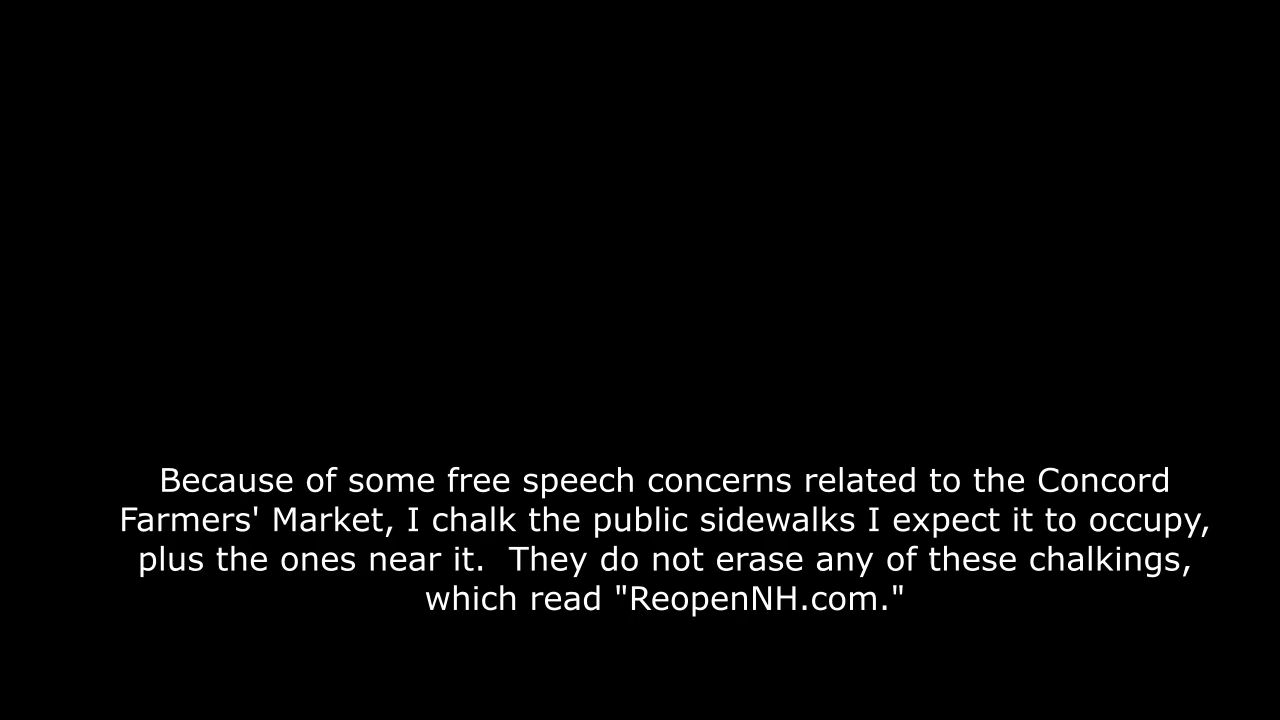 Because of some free speech concerns related to the Concord
Farmers' Market, I chalk the public sidewalks I expect it to occupy,
plus the ones near it.  They do not erase any of these chalkings,
which read "ReopenNH.com."